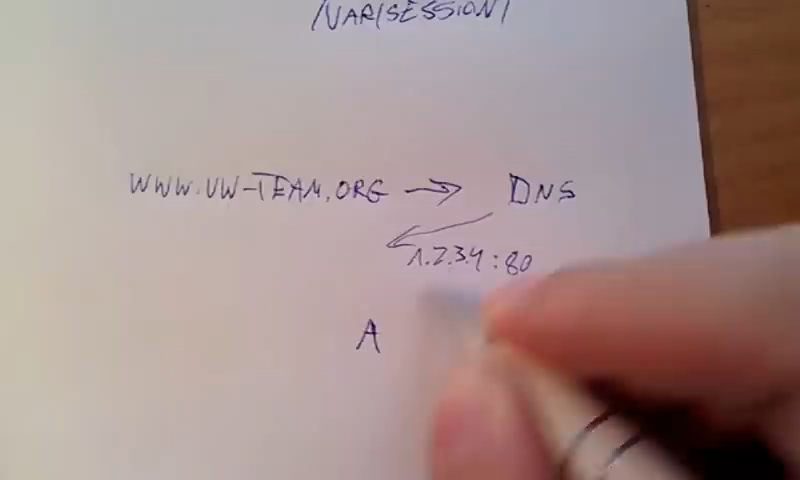 /VAR/SESSION/
WWW.UW-TEAM.ORG → DNS
1.2.3.4:80
A